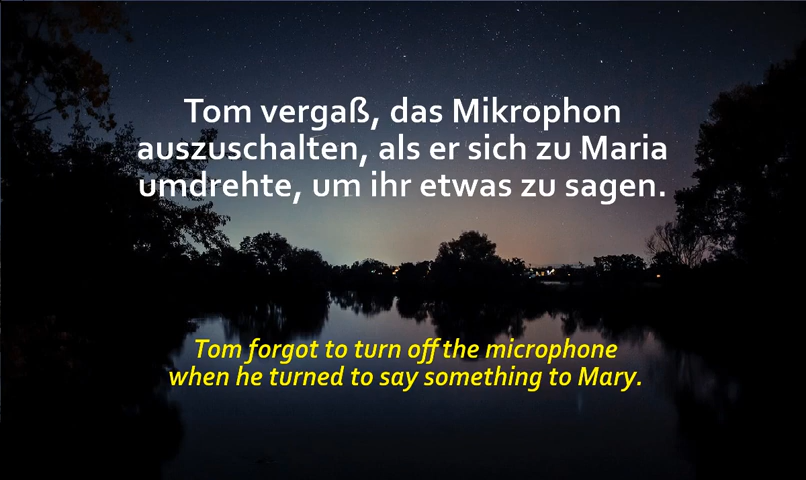 Tom vergaß, das Mikrophon
auszuschalten, als er sich zu Maria
umdrehte, um ihr etwas zu sagen.
Tom forgot to turn off the microphone
when he turned to say something to Mary.